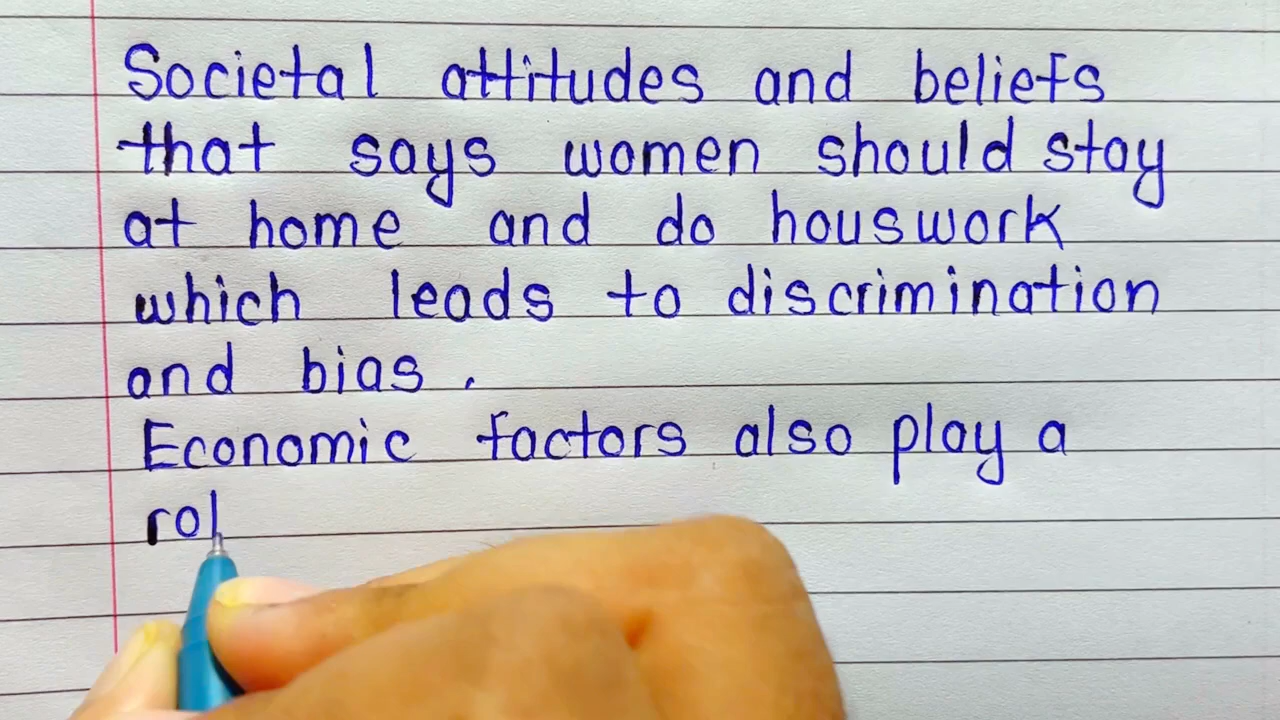 Societal attitudes and beliefs
that says women should stay
at home and do houswork
which leads to discrimination
and bias.
Economic factors also play a
rol